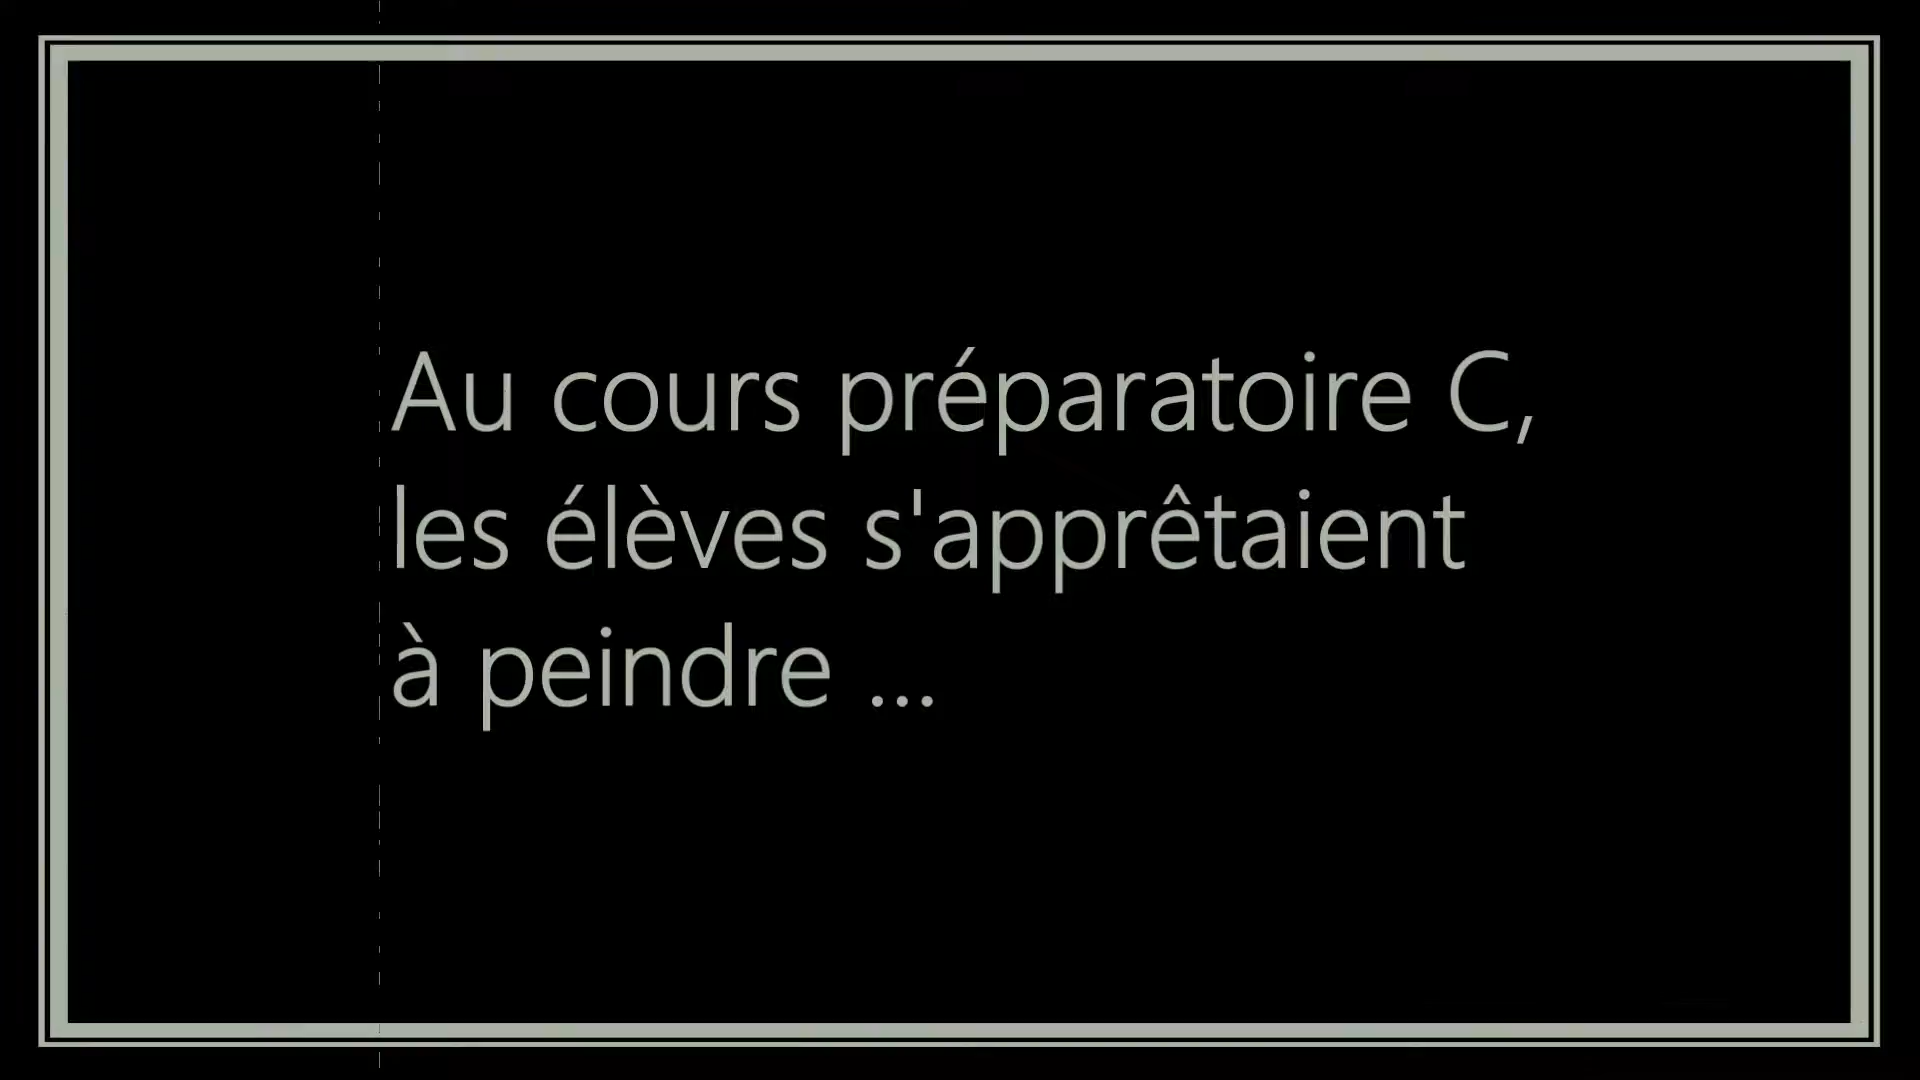 Au cours préparatoire C,
les élèves s'apprêtaient
à peindre ...